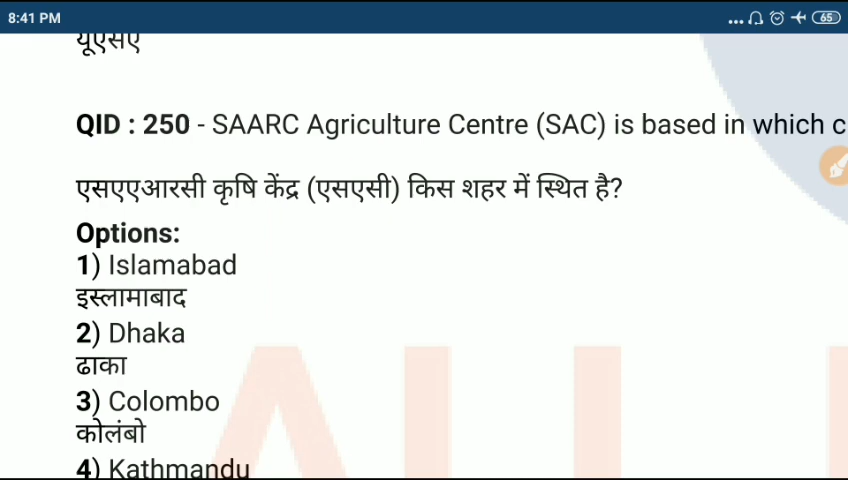 8:41 PM
65
यूएसए
QID : 250 - SAARC Agriculture Centre (SAC) is based in which c
एसएएआरसी कृषि केंद्र (एसएसी) किस शहर में स्थित है?
Options:
1) Islamabad
इस्लामाबाद
2) Dhaka
ढाका
3) Colombo
कोलंबो
4) Kathmandu